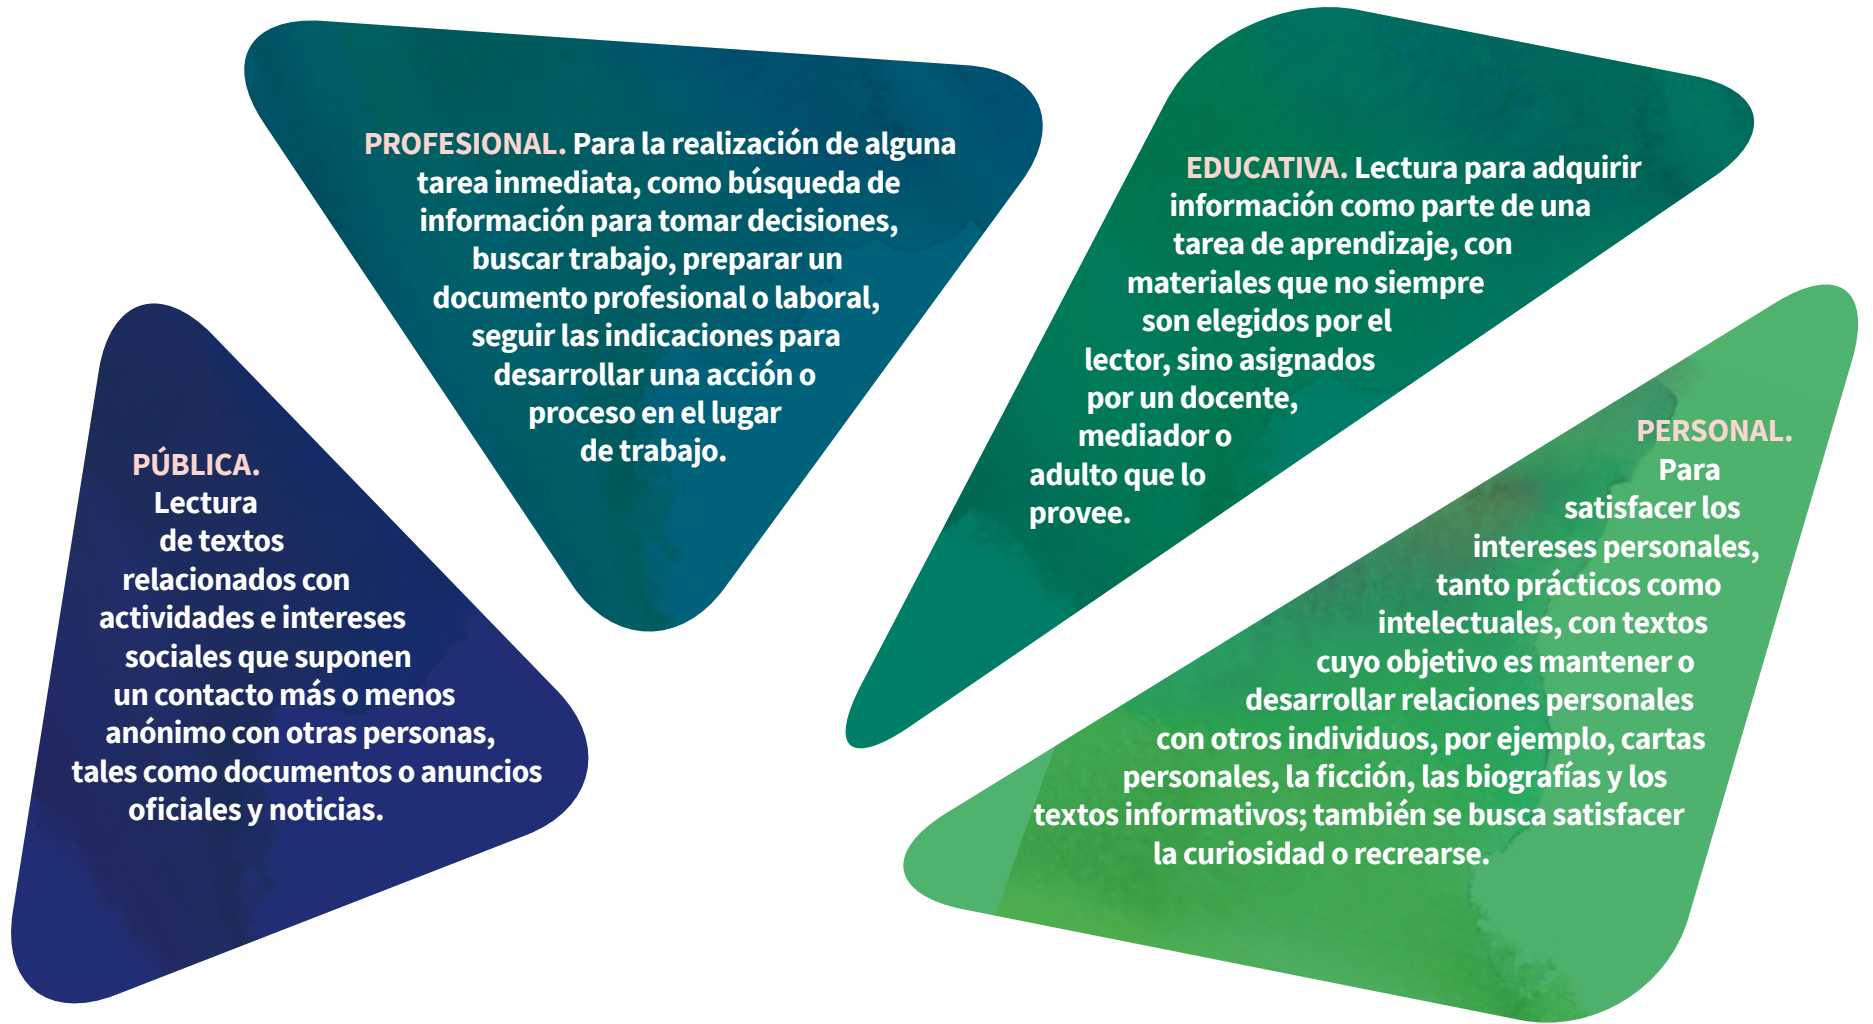 PÚBLICA.
Lectura
de textos
relacionados con
actividades e intereses
sociales que suponen
un contacto más o menos
anónimo con otras personas,
tales como documentos o anuncios
oficiales y noticias.
PROFESIONAL. Para la realización de alguna
tarea inmediata, como búsqueda de
información para tomar decisiones,
buscar trabajo, preparar un
documento profesional o laboral,
seguir las indicaciones para
desarrollar una acción o
proceso en el lugar
de trabajo.
EDUCATIVA. Lectura para adquirir
información como parte de una
tarea de aprendizaje, con
materiales que no siempre
son elegidos por el
lector, sino asignados
por un docente,
mediador o
adulto que lo
provee.
PERSONAL.
Para
satisfacer los
intereses personales,
tanto prácticos como
intelectuales, con textos
cuyo objetivo es mantener o
desarrollar relaciones personales
con otros individuos, por ejemplo, cartas
personales, la ficción, las biografías y los
textos informativos; también se busca satisfacer
la curiosidad o recrearse.